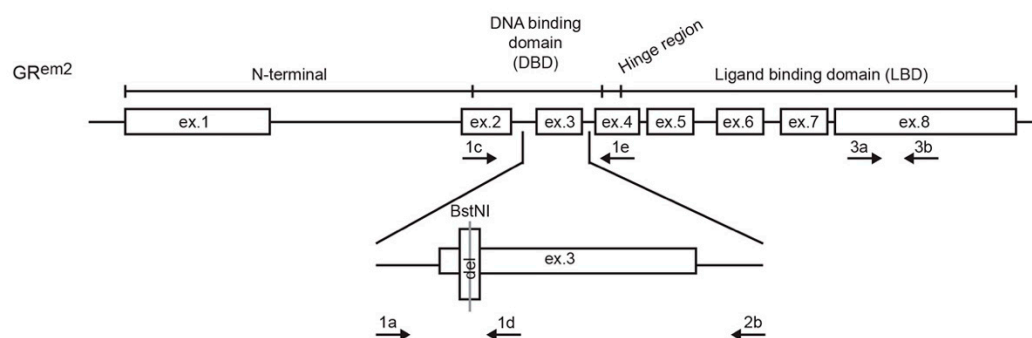 DNA binding
domain
(DBD)
Hinge region
GRem2
N-terminal
Ligand binding domain (LBD)
ex.1
ex.2
ex.3
ex.4
ex.5
ex.6
ex.7
ex.8
1c
1e
3a
3b
BstNI
del
ex.3
1a
1d
2b